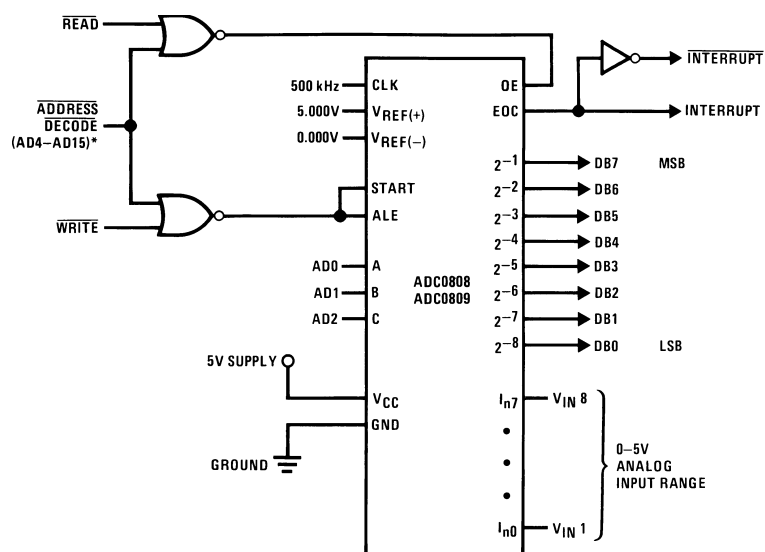 READ
ADDRESS
DECODE
(AD4–AD15)*
WRITE
500 kHz
5.000V
0.000V
CLK
VREF(+)
VREF(–)
START
ALE
AD0
AD1
AD2
A
B
C
ADC0808
ADC0809
5V SUPPLY
VCC
GND
GROUND
OE
EOC
INTERRUPT
INTERRUPT
2–1 DB7 MSB
2–2 DB6
2–3 DB5
2–4 DB4
2–5 DB3
2–6 DB2
2–7 DB1
2–8 DB0 LSB
In7 VIN 8
0–5V
ANALOG
INPUT RANGE
In0 VIN 1